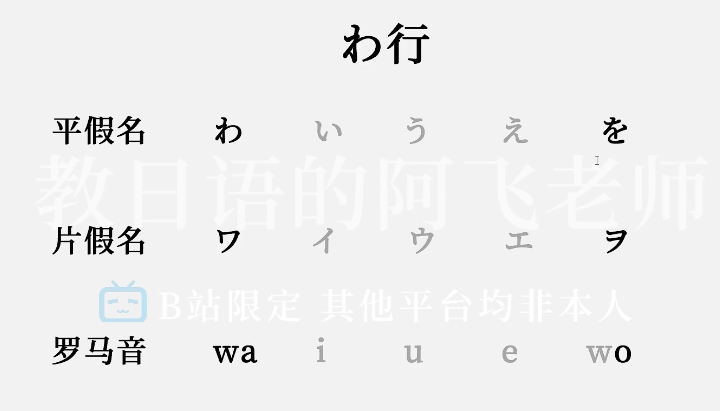 わ行
平假名 わ い う え を
教日语的阿飞老师
片假名 ワ イ ウ エ ヲ
B站限定 其他平台均非本人
罗马音 wa i u e wo